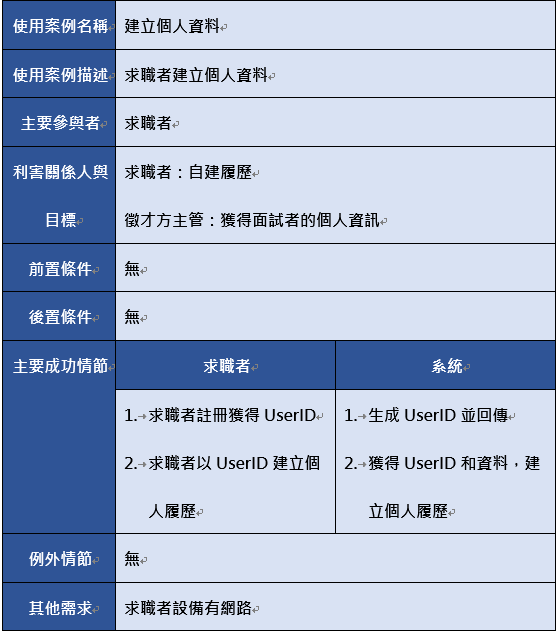 使用案例名稱 建立個人資料
使用案例描述 求職者建立個人資料
主要參與者 求職者
利害關係人與 求職者：自建履歷
目標 徵才方主管：獲得面試者的個人資訊
前置條件 無
後置條件 無
主要成功情節 求職者 系統
1. 求職者註冊獲得 UserID
2. 求職者以 UserID 建立個
人履歷
1. 生成 UserID 並回傳
2. 獲得 UserID 和資料，建
立個人履歷
例外情節 無
其他需求 求職者設備有網路